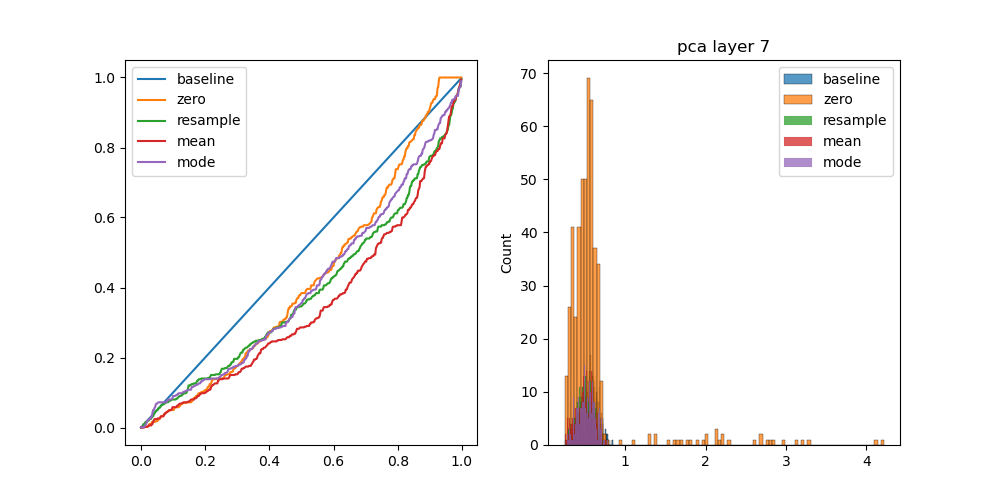 baseline
zero
resample
mean
mode
1.0
0.8
0.6
0.4
0.2
0.0
0.0 0.2 0.4 0.6 0.8 1.0
pca layer 7
baseline
zero
resample
mean
mode
Count
70
60
50
40
30
20
10
0
1 2 3 4